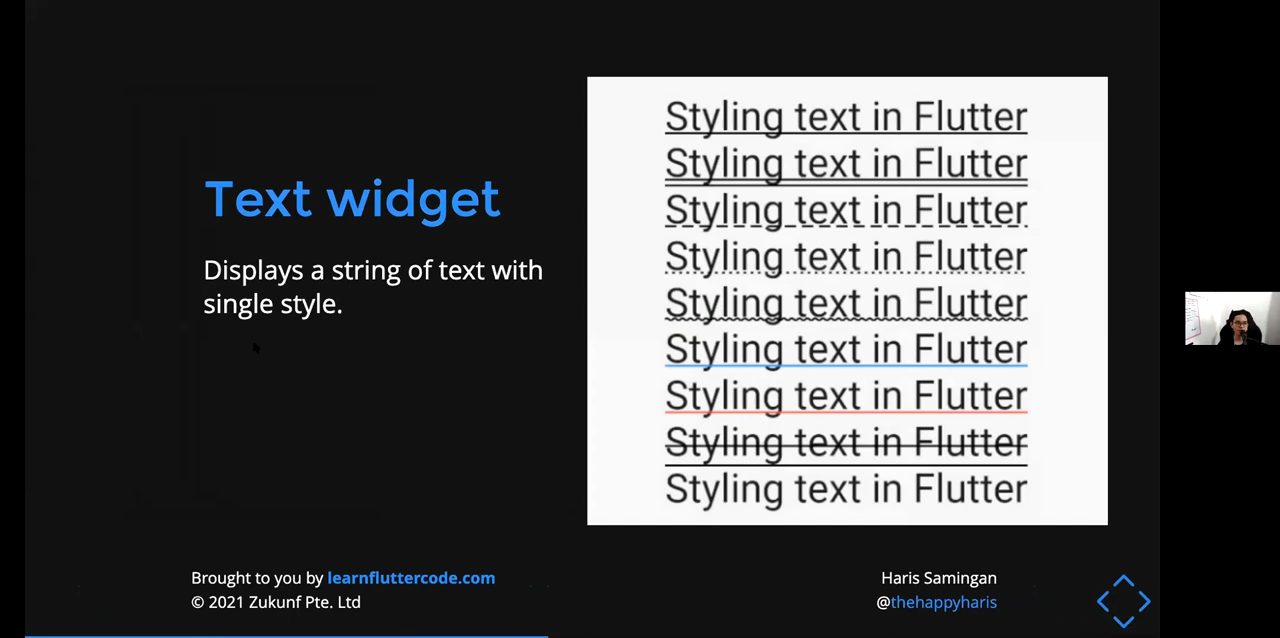 Text widget
Displays a string of text with
single style.
Styling text in Flutter
Styling text in Flutter
Styling text in Flutter
Styling text in Flutter
Styling text in Flutter
Styling text in Flutter
Styling text in Flutter
Styling text in Flutter
Styling text in Flutter
Brought to you by learnfluttercode.com
© 2021 Zukunf Pte. Ltd
Haris Samingan
@thehappyharis